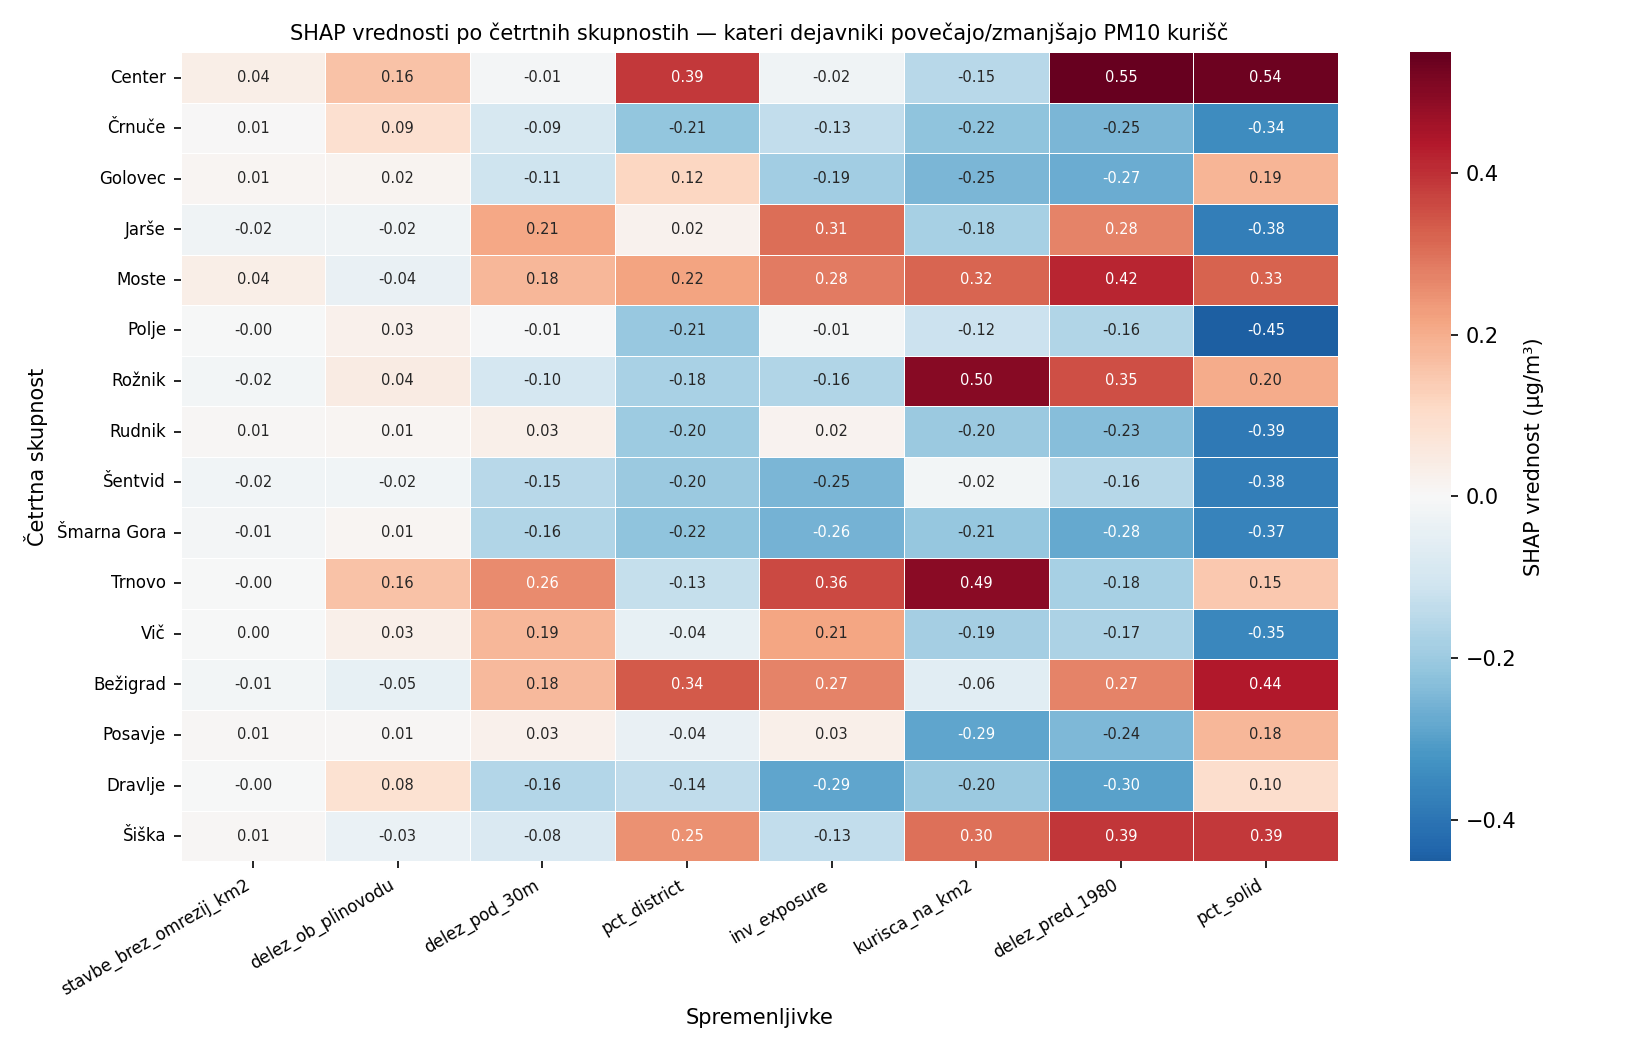 SHAP vrednosti po četrtnih skupnostih — kateri dejavniki povečajo/zmanjšajo PM10 kurišč
Četrtna skupnost
Center 0.04 0.16 -0.01 0.39 -0.02 -0.15 0.55 0.54
Črnuče 0.01 0.09 -0.09 -0.21 -0.13 -0.22 -0.25 -0.34
Golovec 0.01 0.02 -0.11 0.12 -0.19 -0.25 -0.27 0.19
Jarše -0.02 -0.02 0.21 0.02 0.31 -0.18 0.28 -0.38
Moste 0.04 -0.04 0.18 0.22 0.28 0.32 0.42 0.33
Polje -0.00 0.03 -0.01 -0.21 -0.01 -0.12 -0.16 -0.45
Rožnik -0.02 0.04 -0.10 -0.18 -0.16 0.50 0.35 0.20
Rudnik 0.01 0.01 0.03 -0.20 0.02 -0.20 -0.23 -0.39
Šentvid -0.02 -0.02 -0.15 -0.20 -0.25 -0.02 -0.16 -0.38
Šmarna Gora -0.01 0.01 -0.16 -0.22 -0.26 -0.21 -0.28 -0.37
Trnovo -0.00 0.16 0.26 -0.13 0.36 0.49 -0.18 0.15
Vič 0.00 0.03 0.19 -0.04 0.21 -0.19 -0.17 -0.35
Bežigrad -0.01 -0.05 0.18 0.34 0.27 -0.06 0.27 0.44
Posavje 0.01 0.01 0.03 -0.04 0.03 -0.29 -0.24 0.18
Dravlje -0.00 0.08 -0.16 -0.14 -0.29 -0.20 -0.30 0.10
Šiška 0.01 -0.03 -0.08 0.25 -0.13 0.30 0.39 0.39
stavbe_brez_omrezij_km2
delez_ob_plinovodu
delez_pod_30m
pct_district
inv_exposure
kurisca_na_km2
delez_pred_1980
pct_solid
Spremenljivke
0.4
0.2
0.0
−0.2
−0.4
SHAP vrednost (µg/m³)